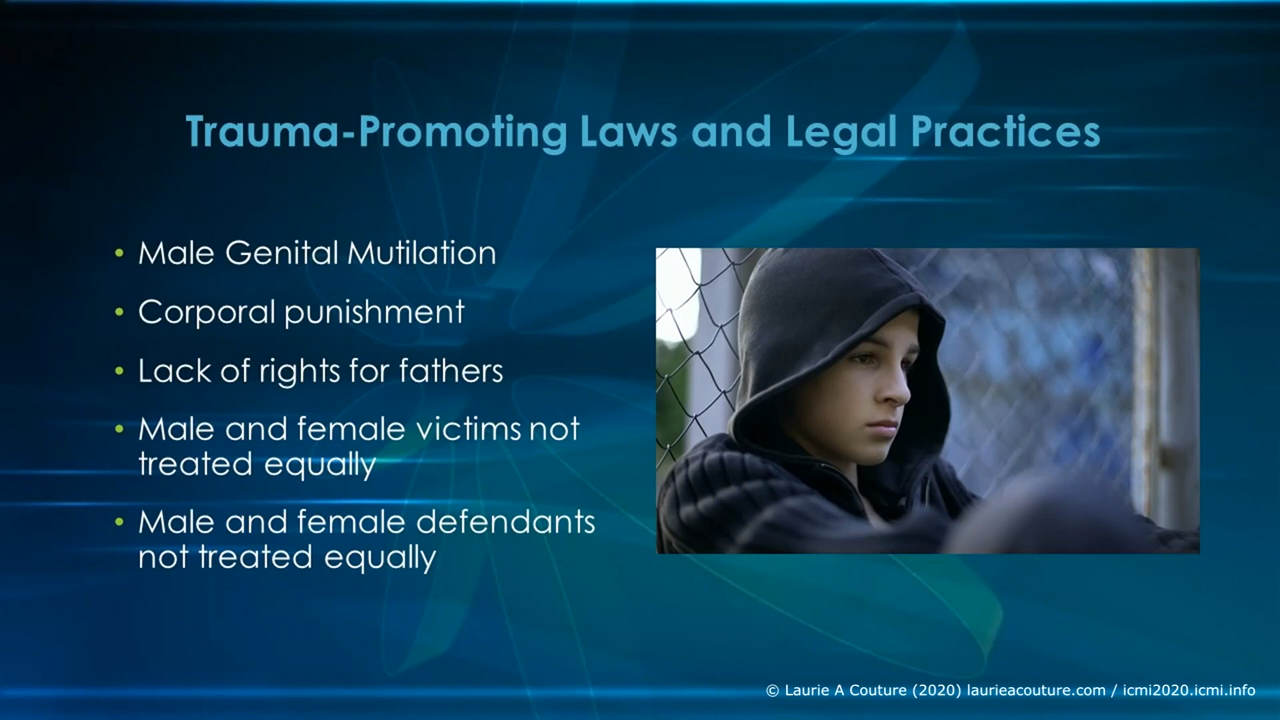 Trauma-Promoting Laws and Legal Practices
• Male Genital Mutilation
• Corporal punishment
• Lack of rights for fathers
• Male and female victims not
treated equally
• Male and female defendants
not treated equally
© Laurie A Couture (2020) laurieacouture.com / icmi2020.icmi.info